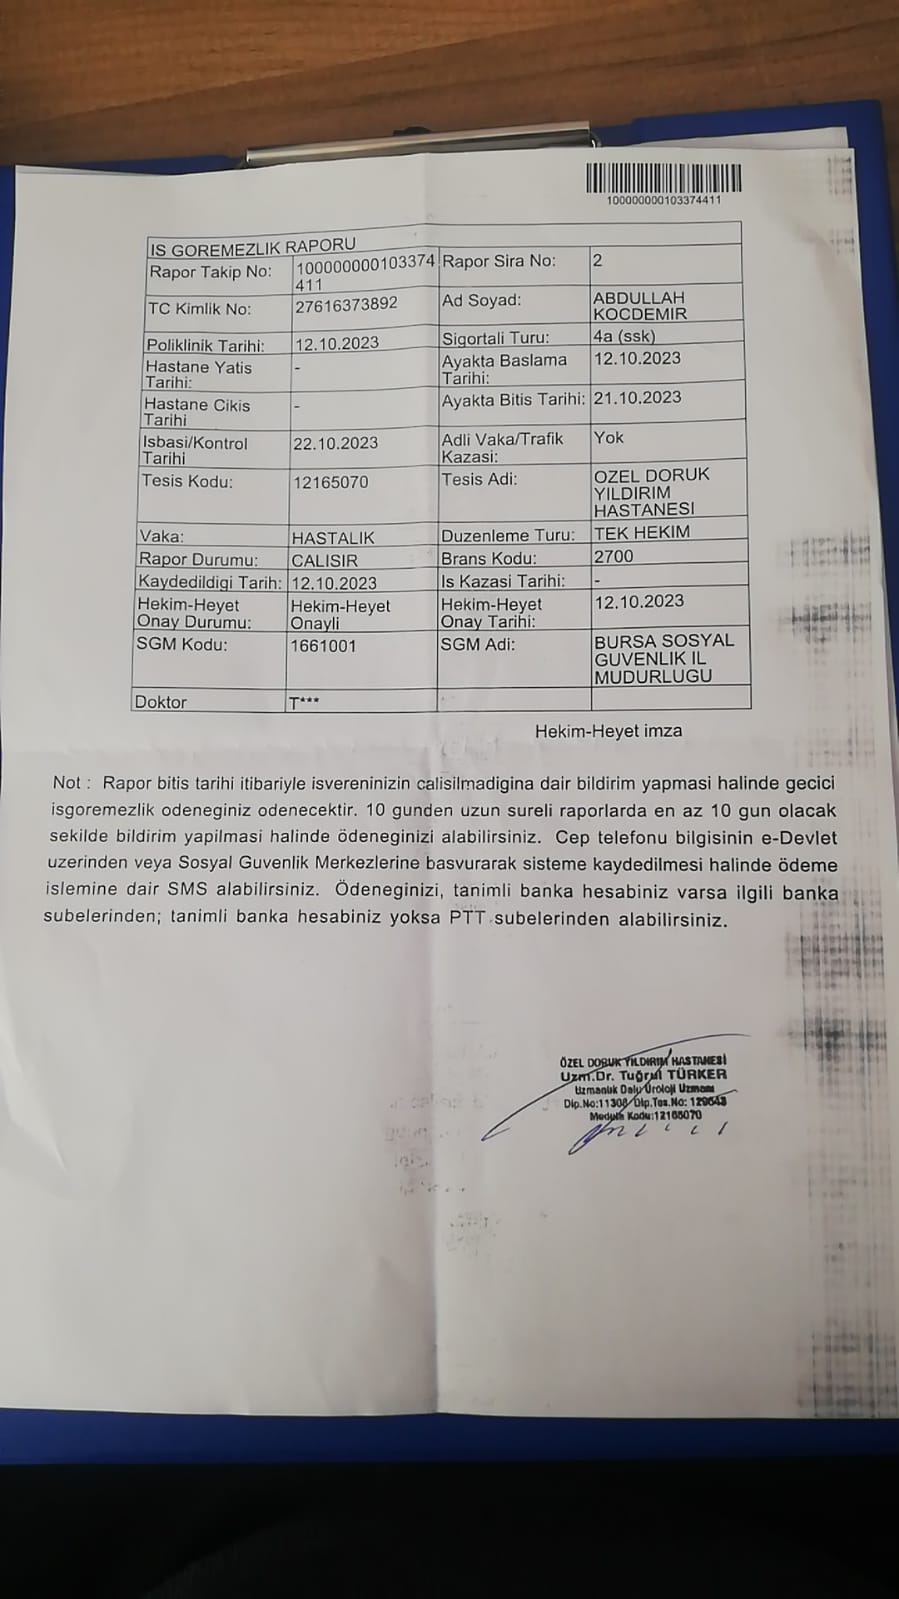 100000000103374411
IS GOREMEZLIK RAPORU
Rapor Takip No: 100000000103374 411 Rapor Sira No: 2
TC Kimlik No: 27616373892 Ad Soyad: ABDULLAH KOCDEMIR
Poliklinik Tarihi: 12.10.2023 Sigortali Turu: 4a (ssk)
Hastane Yatis Tarihi: - Ayakta Baslama Tarihi: 12.10.2023
Hastane Cikis Tarihi - Ayakta Bitis Tarihi: 21.10.2023
Isbasi/Kontrol Tarihi 22.10.2023 Adli Vaka/Trafik Kazasi: Yok
Tesis Kodu: 12165070 Tesis Adi: OZEL DORUK YILDIRIM HASTANESI
Vaka: HASTALIK Duzenleme Turu: TEK HEKIM
Rapor Durumu: CALISIR Brans Kodu: 2700
Kaydedildigi Tarih: 12.10.2023 Is Kazasi Tarihi: -
Hekim-Heyet Onay Durumu: Hekim-Heyet Onayli Hekim-Heyet Onay Tarihi: 12.10.2023
SGM Kodu: 1661001 SGM Adi: BURSA SOSYAL GUVENLIK IL MUDURLUGU
Doktor T***
Hekim-Heyet imza
Not : Rapor bitis tarihi itibariyle isvereninizin calisilmadigina dair bildirim yapmasi halinde gecici
isgoremezlik odeneginiz odenecektir. 10 gunden uzun sureli raporlarda en az 10 gun olacak
sekilde bildirim yapilmasi halinde ödeneginizi alabilirsiniz. Cep telefonu bilgisinin e-Devlet
uzerinden veya Sosyal Guvenlik Merkezlerine basvurarak sisteme kaydedilmesi halinde ödeme
islemine dair SMS alabilirsiniz. Ödeneginizi, tanimli banka hesabiniz varsa ilgili banka
subelerinden; tanimli banka hesabiniz yoksa PTT subelerinden alabilirsiniz.
ÖZEL DORUK YILDIRIM HASTANESİ
Uzm.Dr. Tuğrul TÜRKER
Uzmanlık Dalı: Üroloji Uzmanı
Dip.No:11308 Dip.Tes.No: 129643
Medula Kodu:12165070